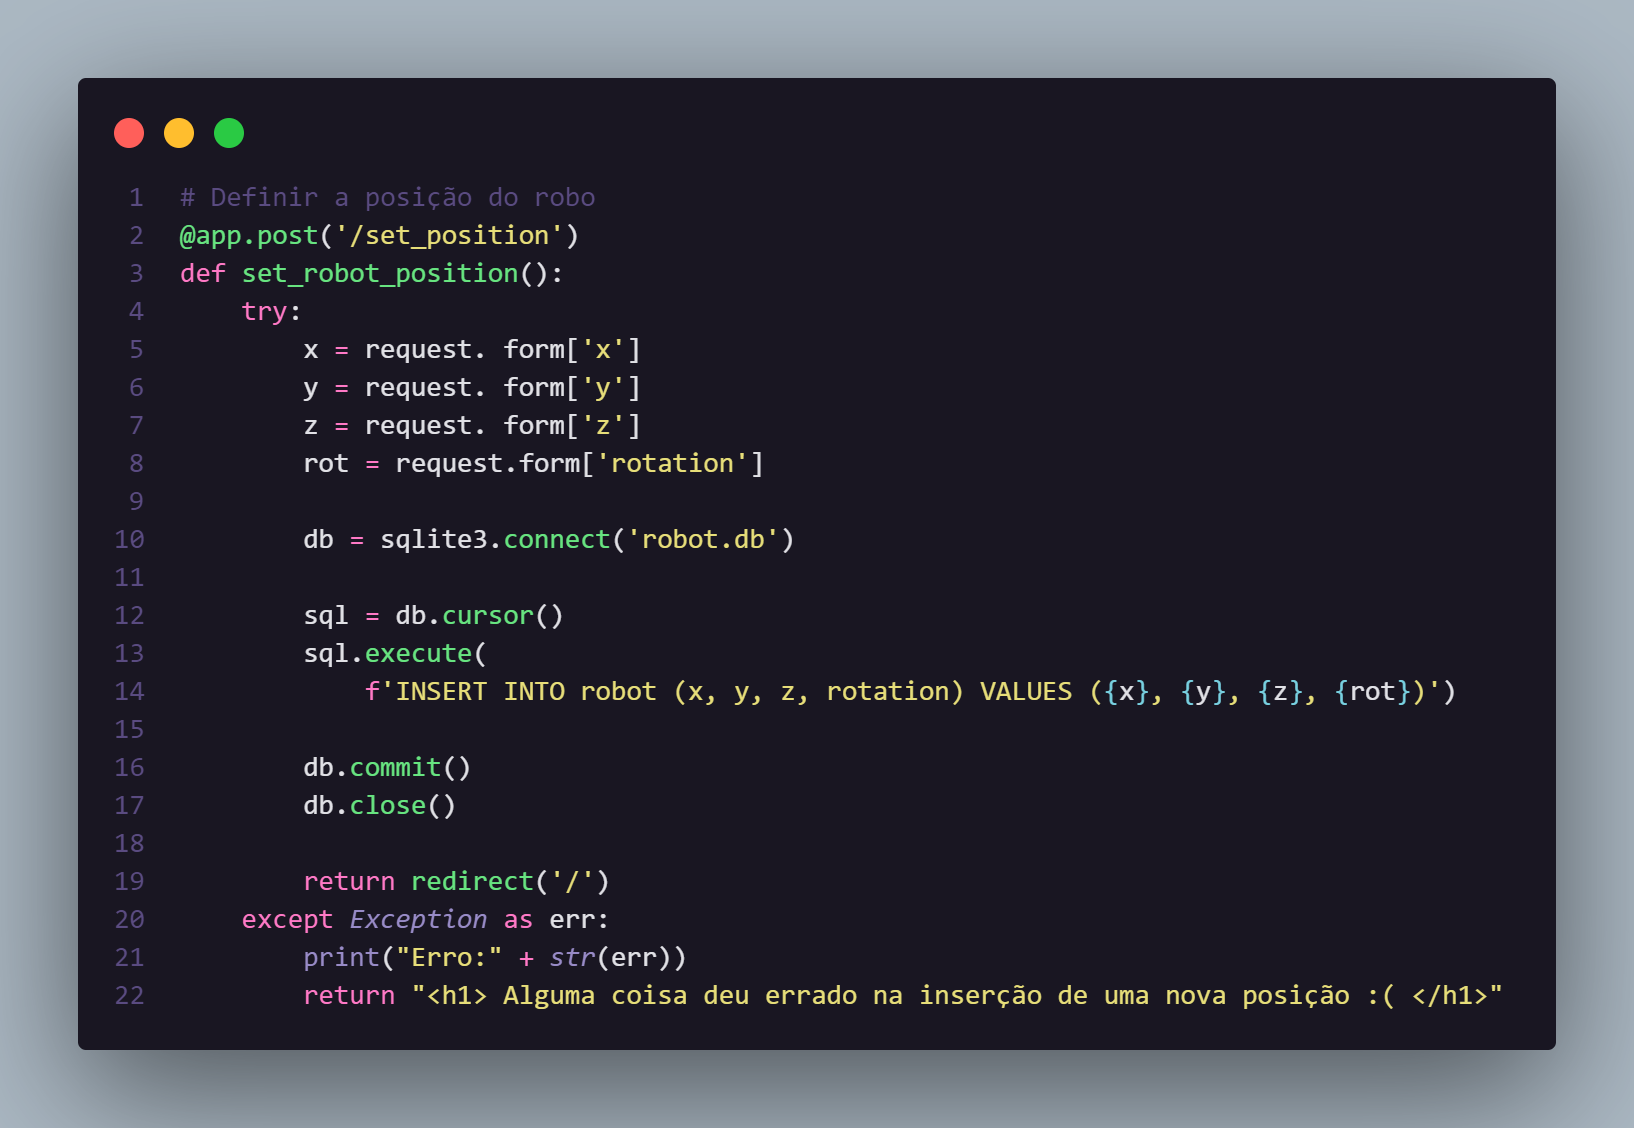 1 # Definir a posição do robo
2 @app.post('/set_position')
3 def set_robot_position():
4     try:
5         x = request. form['x']
6         y = request. form['y']
7         z = request. form['z']
8         rot = request.form['rotation']
9
10         db = sqlite3.connect('robot.db')
11
12         sql = db.cursor()
13         sql.execute(
14             f'INSERT INTO robot (x, y, z, rotation) VALUES ({x}, {y}, {z}, {rot})')
15
16         db.commit()
17         db.close()
18
19         return redirect('/')
20     except Exception as err:
21         print("Erro:" + str(err))
22         return "<h1> Alguma coisa deu errado na inserção de uma nova posição :( </h1>"